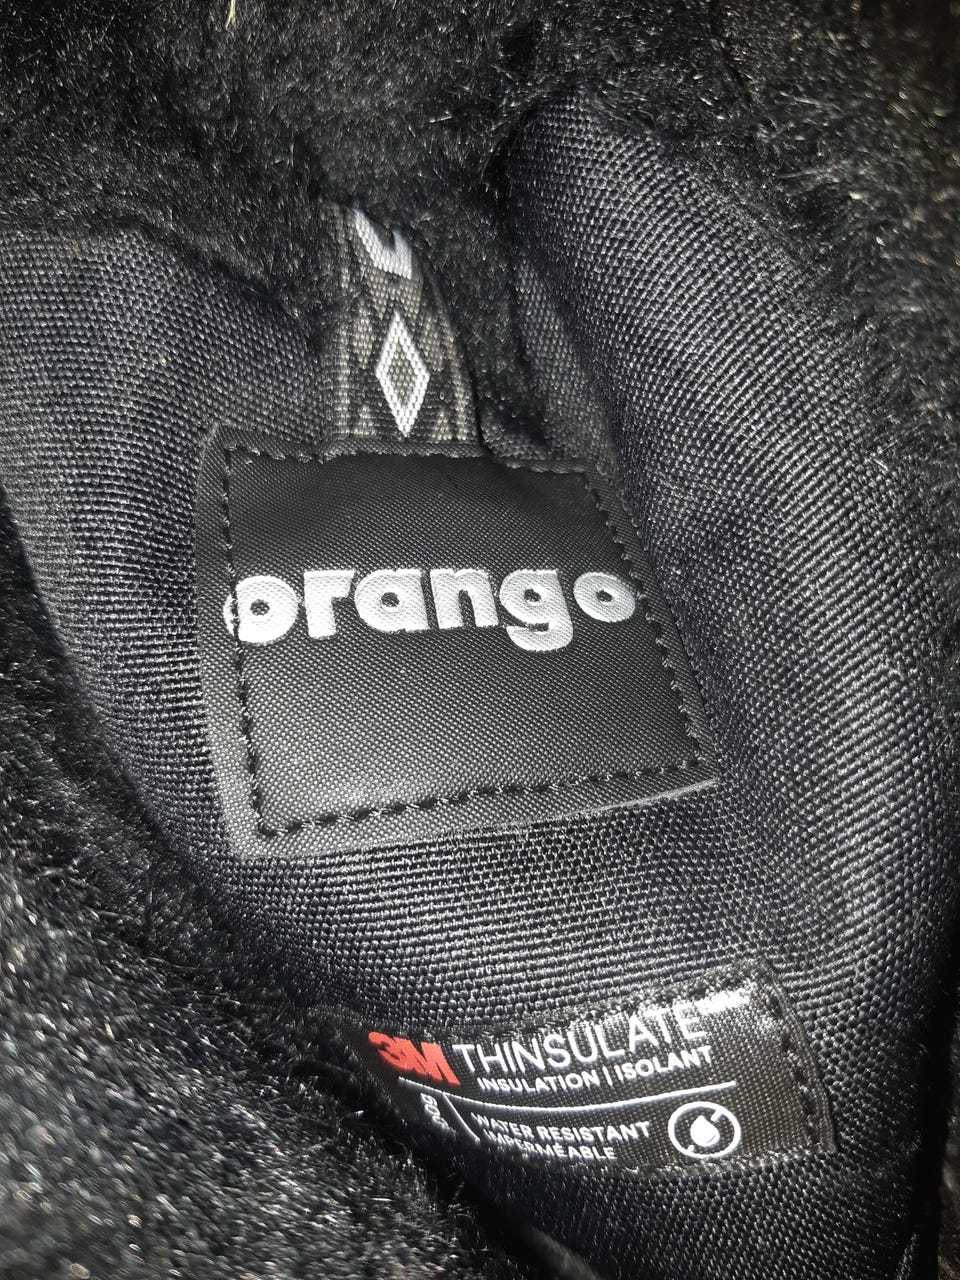 orango
3M THINSULATE
INSULATION | ISOLANT
WATER RESISTANT
IMPERMÉABLE